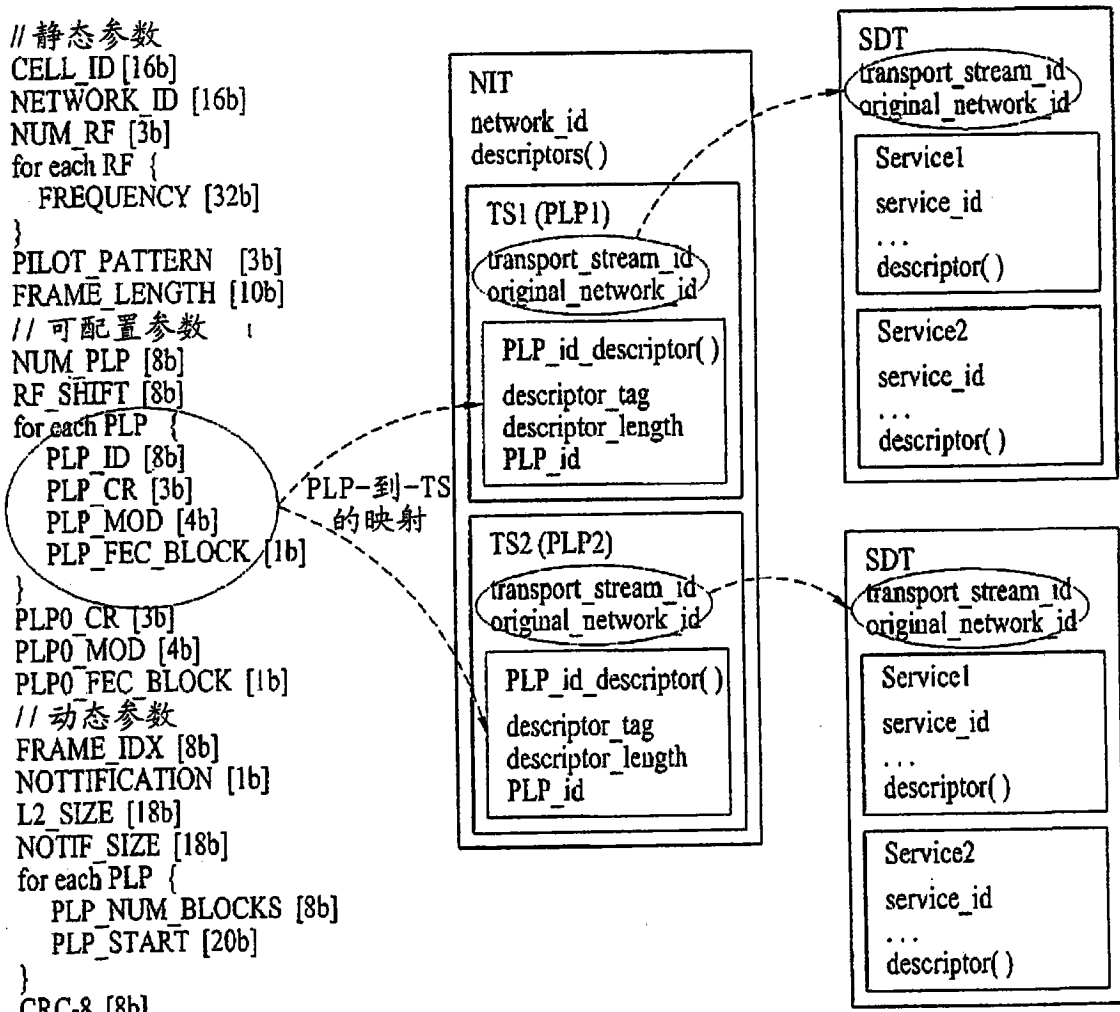 // 静态参数
CELL_ID [16b]
NETWORK_ID [16b]
NUM_RF [3b]
for each RF {
FREQUENCY [32b]
}
PILOT_PATTERN [3b]
FRAME_LENGTH [10b]
// 可配置参数
NUM_PLP [8b]
RF_SHIFT [8b]
for each PLP {
PLP_ID [8b]
PLP_CR [3b]
PLP_MOD [4b]
PLP_FEC_BLOCK [1b]
}
PLP0_CR [3b]
PLP0_MOD [4b]
PLP0_FEC_BLOCK [1b]
// 动态参数
FRAME_IDX [8b]
NOTTIFICATION [1b]
L2_SIZE [18b]
NOTIF_SIZE [18b]
for each PLP {
PLP_NUM_BLOCKS [8b]
PLP_START [20b]
}
CRC-8 [8b]
PLP-到-TS
的映射
NIT
network_id
descriptors( )
TS1 (PLP1)
transport_stream_id
original_network_id
PLP_id_descriptor( )
descriptor_tag
descriptor_length
PLP_id
TS2 (PLP2)
transport_stream_id
original_network_id
PLP_id_descriptor( )
descriptor_tag
descriptor_length
PLP_id
SDT
transport_stream_id
original_network_id
Service1
service_id
...
descriptor( )
Service2
service_id
...
descriptor( )
SDT
transport_stream_id
original_network_id
Service1
service_id
...
descriptor( )
Service2
service_id
...
descriptor( )